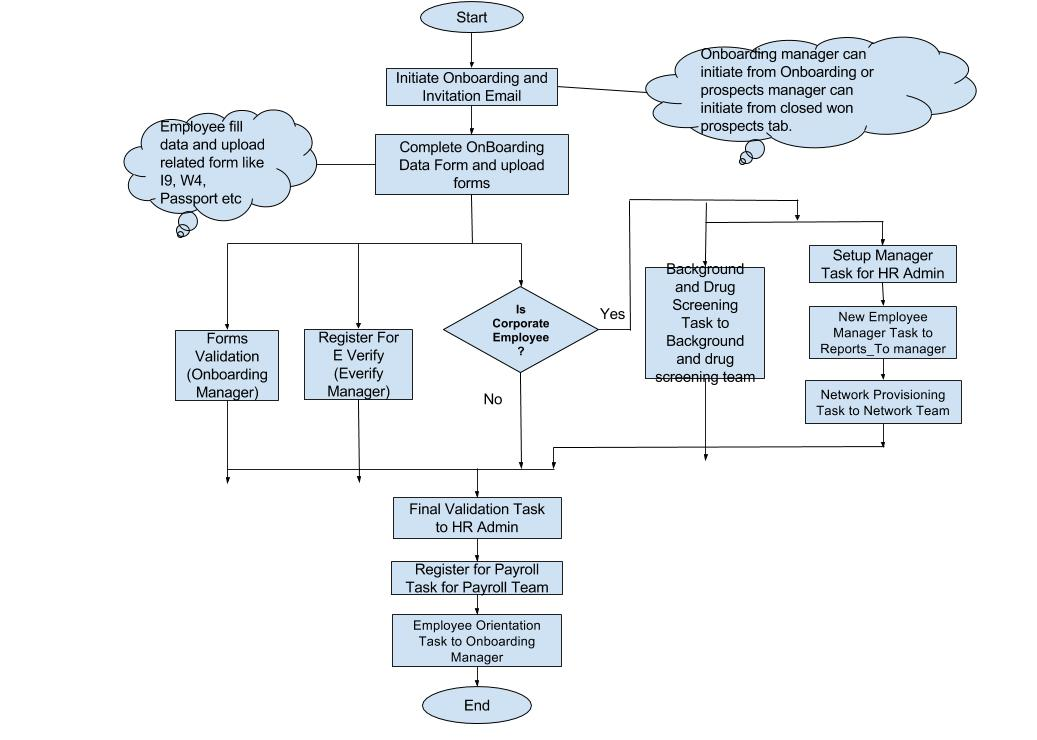 Start
Initiate Onboarding and
Invitation Email
Onboarding manager can
initiate from Onboarding or
prospects manager can
initiate from closed won
prospects tab.
Employee fill
data and upload
related form like
I9, W4,
Passport etc
Complete OnBoarding
Data Form and upload
forms
Setup Manager
Task for HR Admin
Background
and Drug
Screening
Task to
Background
and drug
screening team
Is
Corporate
Employee
?
Yes
No
New Employee
Manager Task to
Reports_To manager
Forms
Validation
(Onboarding
Manager)
Register For
E Verify
(Everify
Manager)
Network Provisioning
Task to Network Team
Final Validation Task
to HR Admin
Register for Payroll
Task for Payroll Team
Employee Orientation
Task to Onboarding
Manager
End